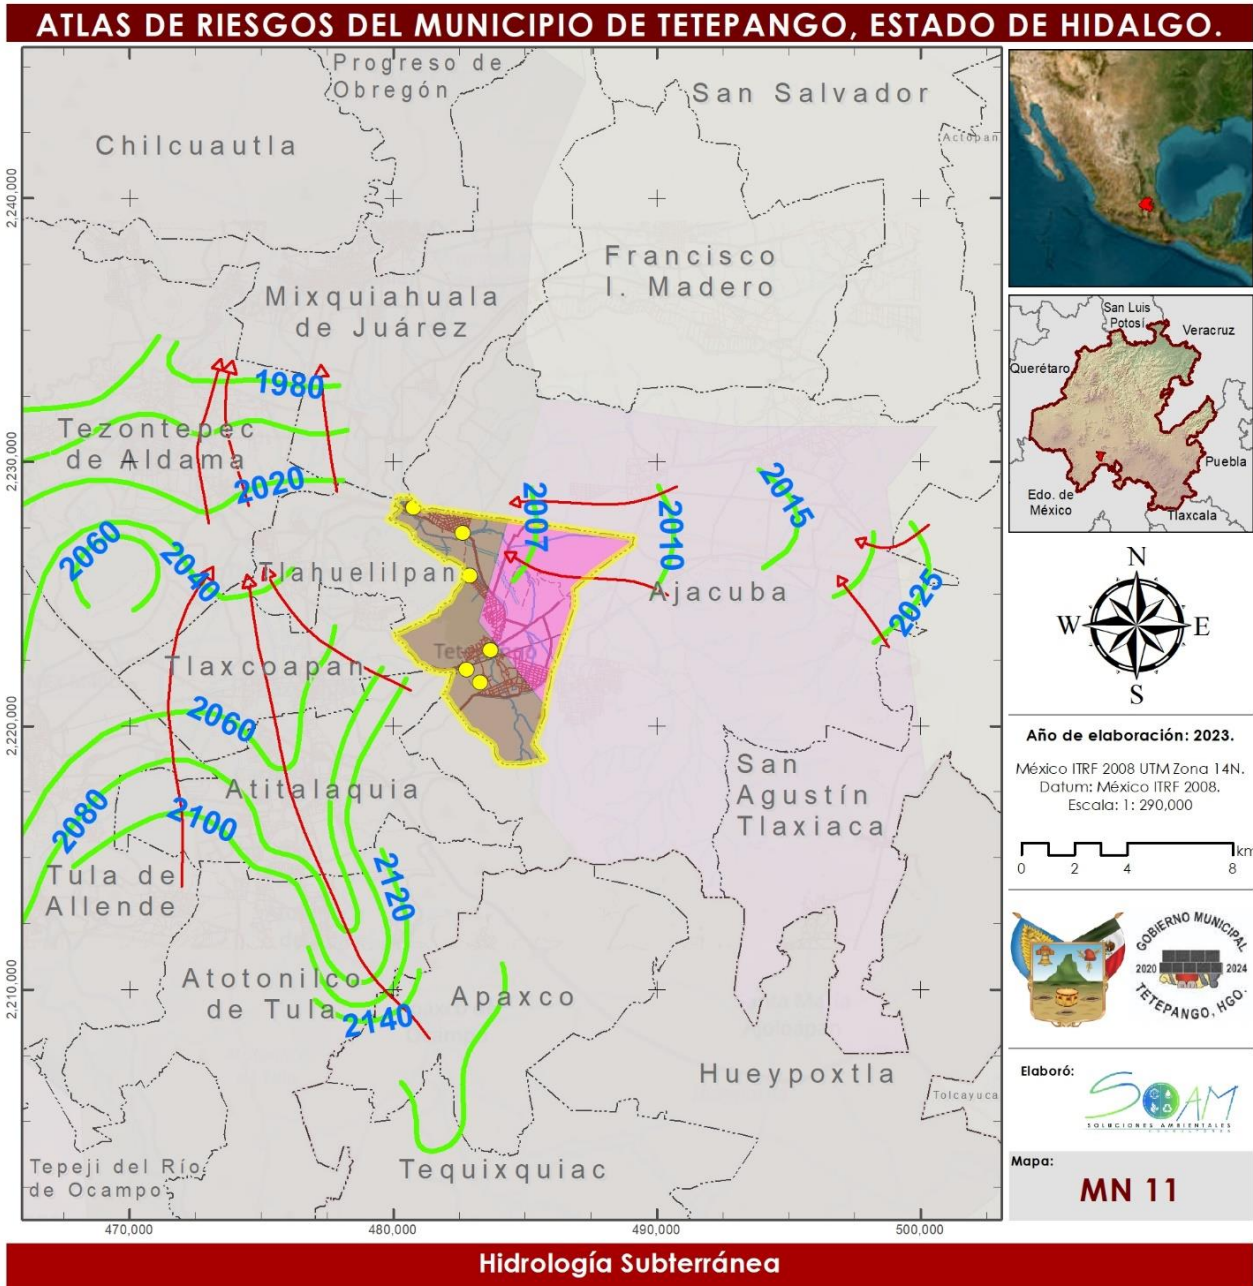 ATLAS DE RIESGOS DEL MUNICIPIO DE TETEPANGO, ESTADO DE HIDALGO.
Progreso de
Obregón
San Salvador
Actopan
Chilcuautla
2,240,000
Francisco
I. Madero
Mixquiahuala
de Juárez
1980
Tezontepec
de Aldama
2,230,000
2020
2007
2010
2015
2060
2040
Tlahuelilpan
Ajacuba
2025
Tlaxcoapan
2060
2,220,000
Atitalaquia
San
Agustín
Tlaxiaca
2080
2100
Tula de
Allende
2120
2,210,000
Atotonilco
de Tula
Apaxco
2140
Hueypoxtla
Tolcayuca
Tepeji del Río
de Ocampo
Tequixquiac
470,000
480,000
490,000
500,000
San Luis
Potosí
Veracruz
Querétaro
Puebla
Edo. de
México
Tlaxcala
N
W
E
S
Año de elaboración: 2023.
México ITRF 2008 UTM Zona 14N.
Datum: México ITRF 2008.
Escala: 1: 290,000
km
0 2 4 8
GOBIERNO MUNICIPAL
2020 2024
TETEPANGO, HGO.
Elaboró:
SOAM
SOLUCIONES AMBIENTALES
Mapa:
MN 11
Hidrología Subterránea